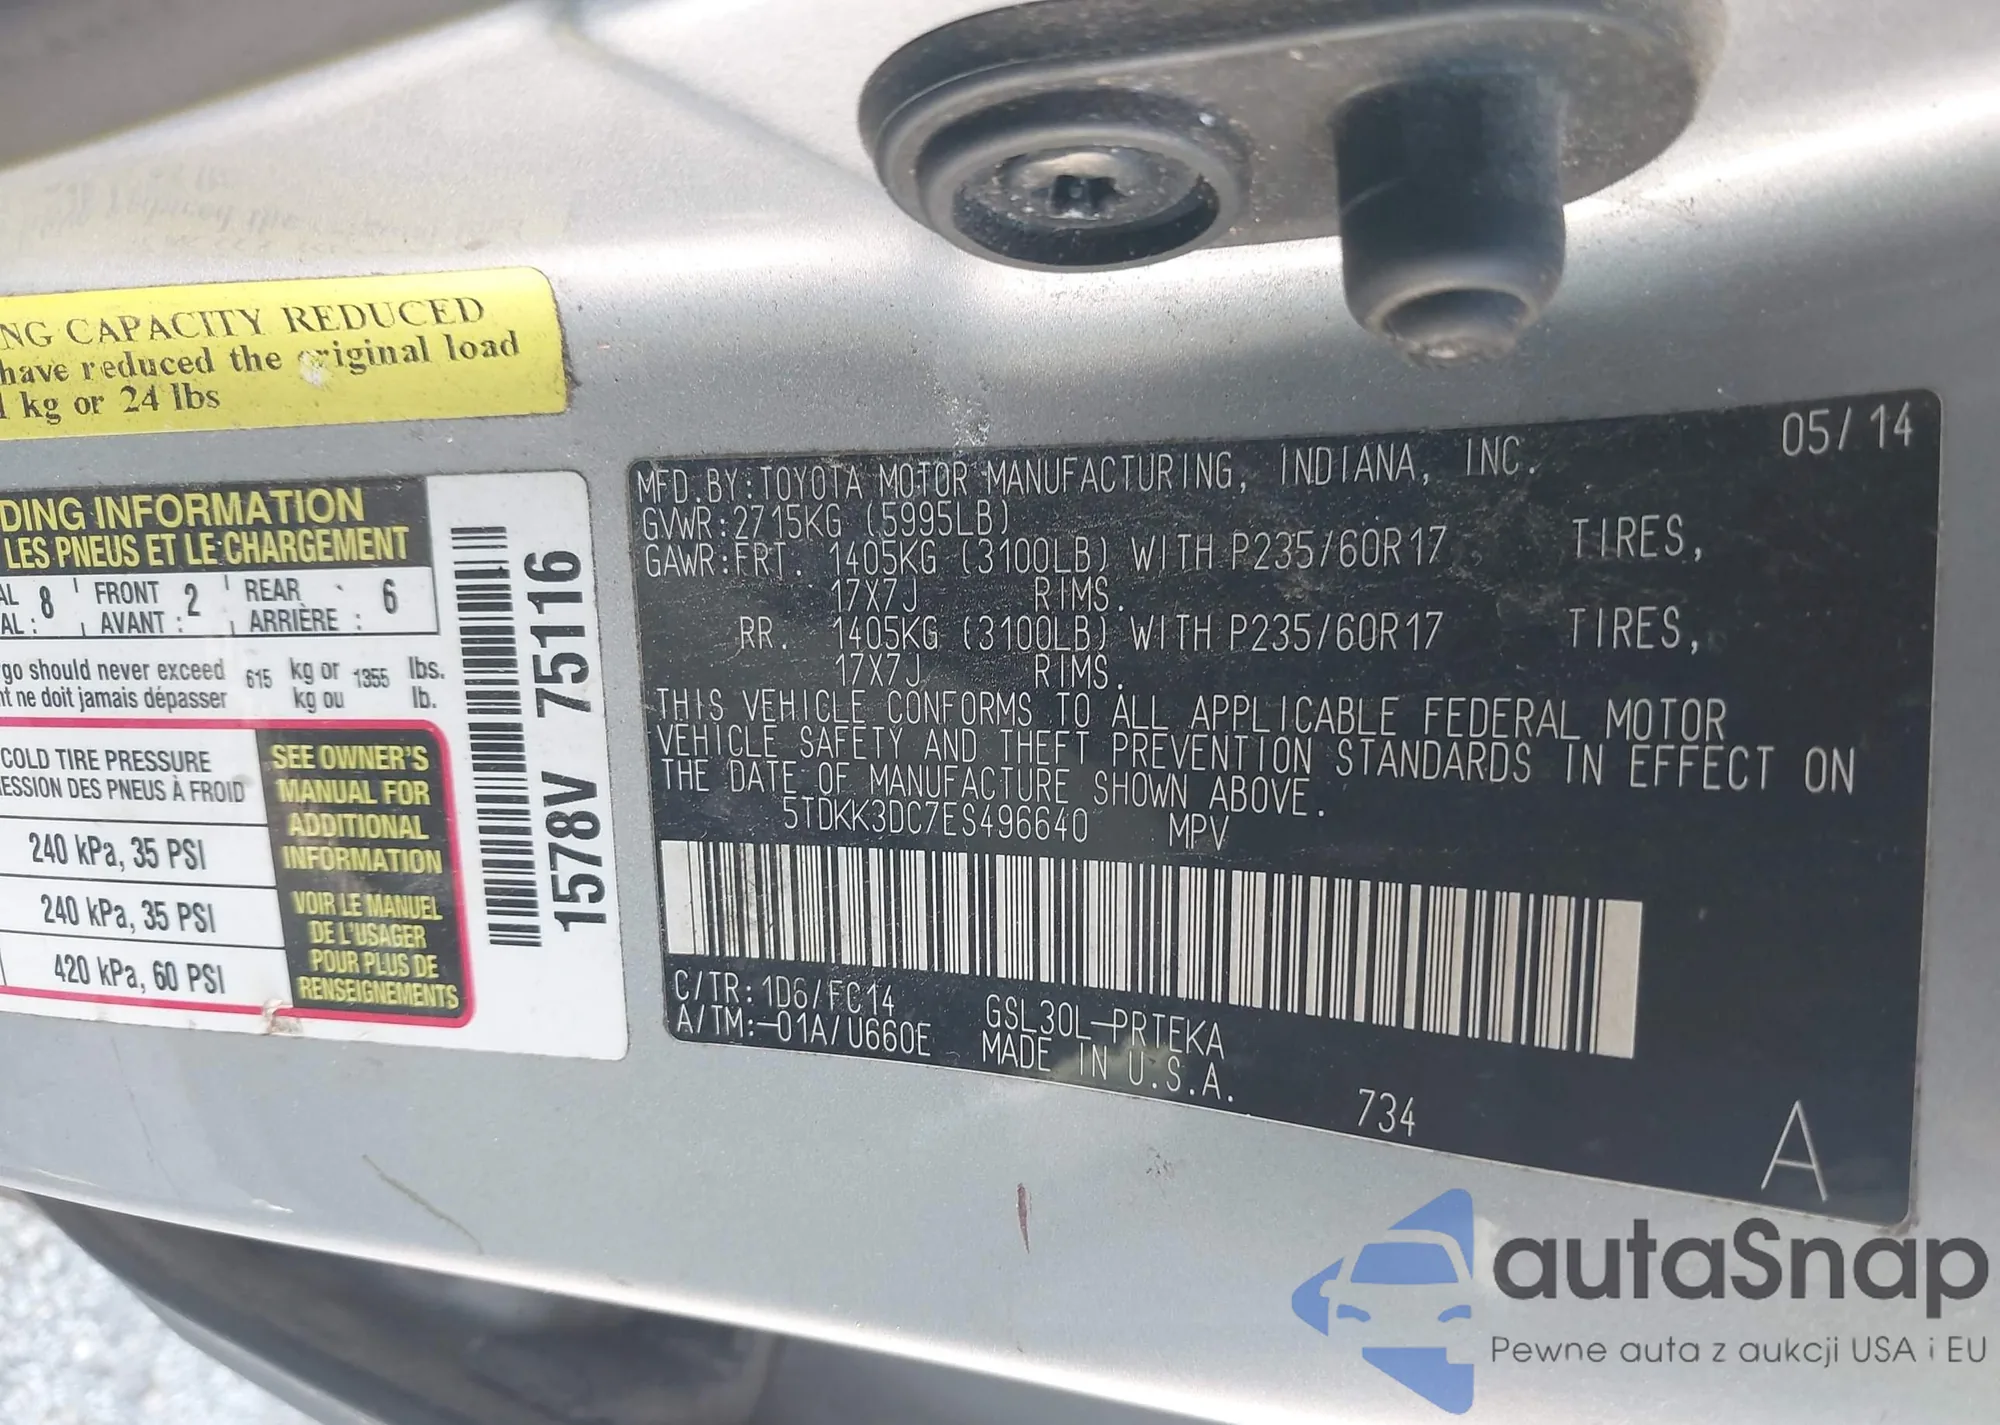 NG CAPACITY REDUCED
have reduced the original load
kg or 24 lbs
DING INFORMATION
LES PNEUS ET LE CHARGEMENT
AL 8 FRONT 2 REAR 6
AL : AVANT : ARRIÈRE :
go should never exceed 615 kg or 1355 lbs.
nt ne doit jamais dépasser kg ou lb.
COLD TIRE PRESSURE
ESSION DES PNEUS À FROID
240 kPa, 35 PSI
240 kPa, 35 PSI
420 kPa, 60 PSI
SEE OWNER'S
MANUAL FOR
ADDITIONAL
INFORMATION
VOIR LE MANUEL
DE L'USAGER
POUR PLUS DE
RENSEIGNEMENTS
1578V 75116
05/14
MFD.BY:TOYOTA MOTOR MANUFACTURING, INDIANA, INC.
GVWR:2715KG (5995LB)
GAWR:FRT. 1405KG (3100LB) WITH P235/60R17 TIRES,
17X7J RIMS.
RR. 1405KG (3100LB) WITH P235/60R17 TIRES,
17X7J RIMS.
THIS VEHICLE CONFORMS TO ALL APPLICABLE FEDERAL MOTOR
VEHICLE SAFETY AND THEFT PREVENTION STANDARDS IN EFFECT ON
THE DATE OF MANUFACTURE SHOWN ABOVE.
5TDKK3DC7ES496640 MPV
C/TR:1D6/FC14 GSL30L-PRTEKA
A/TM:-01A/U660E MADE IN U.S.A.
734
A
autaSnap
Pewne auta z aukcji USA i EU